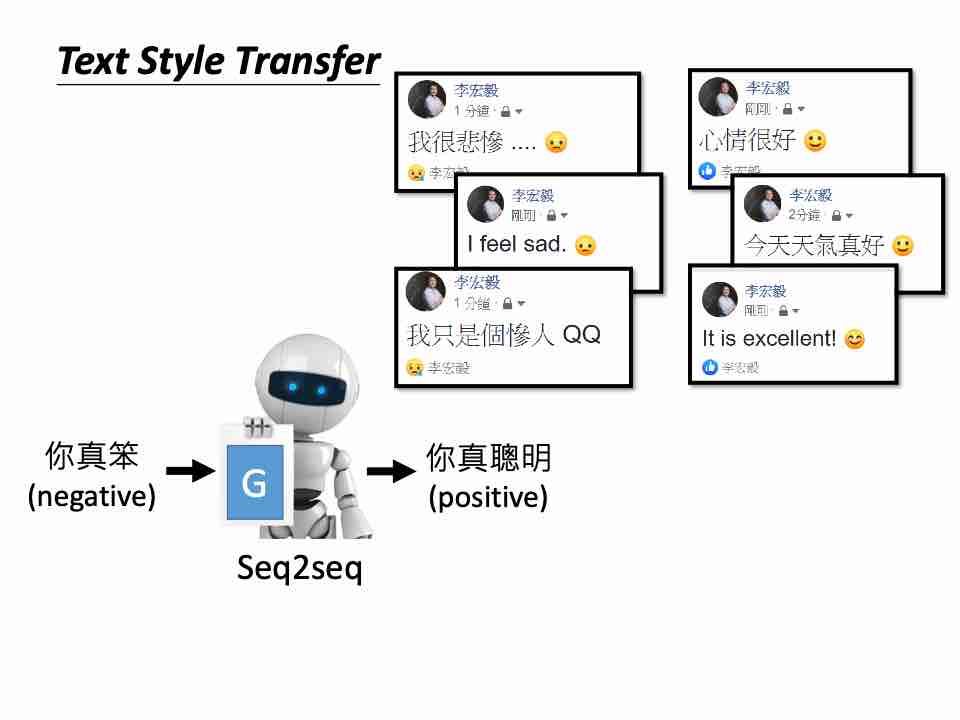 Text Style Transfer
李宏毅
1 分鐘
我很悲慘 ....
李宏毅
李宏毅
剛剛
I feel sad.
李宏毅
1 分鐘
我只是個慘人 QQ
李宏毅
李宏毅
剛剛
心情很好
李宏毅
李宏毅
2分鐘
今天天氣真好
李宏毅
剛剛
It is excellent!
李宏毅
你真笨
(negative)
G
你真聰明
(positive)
Seq2seq